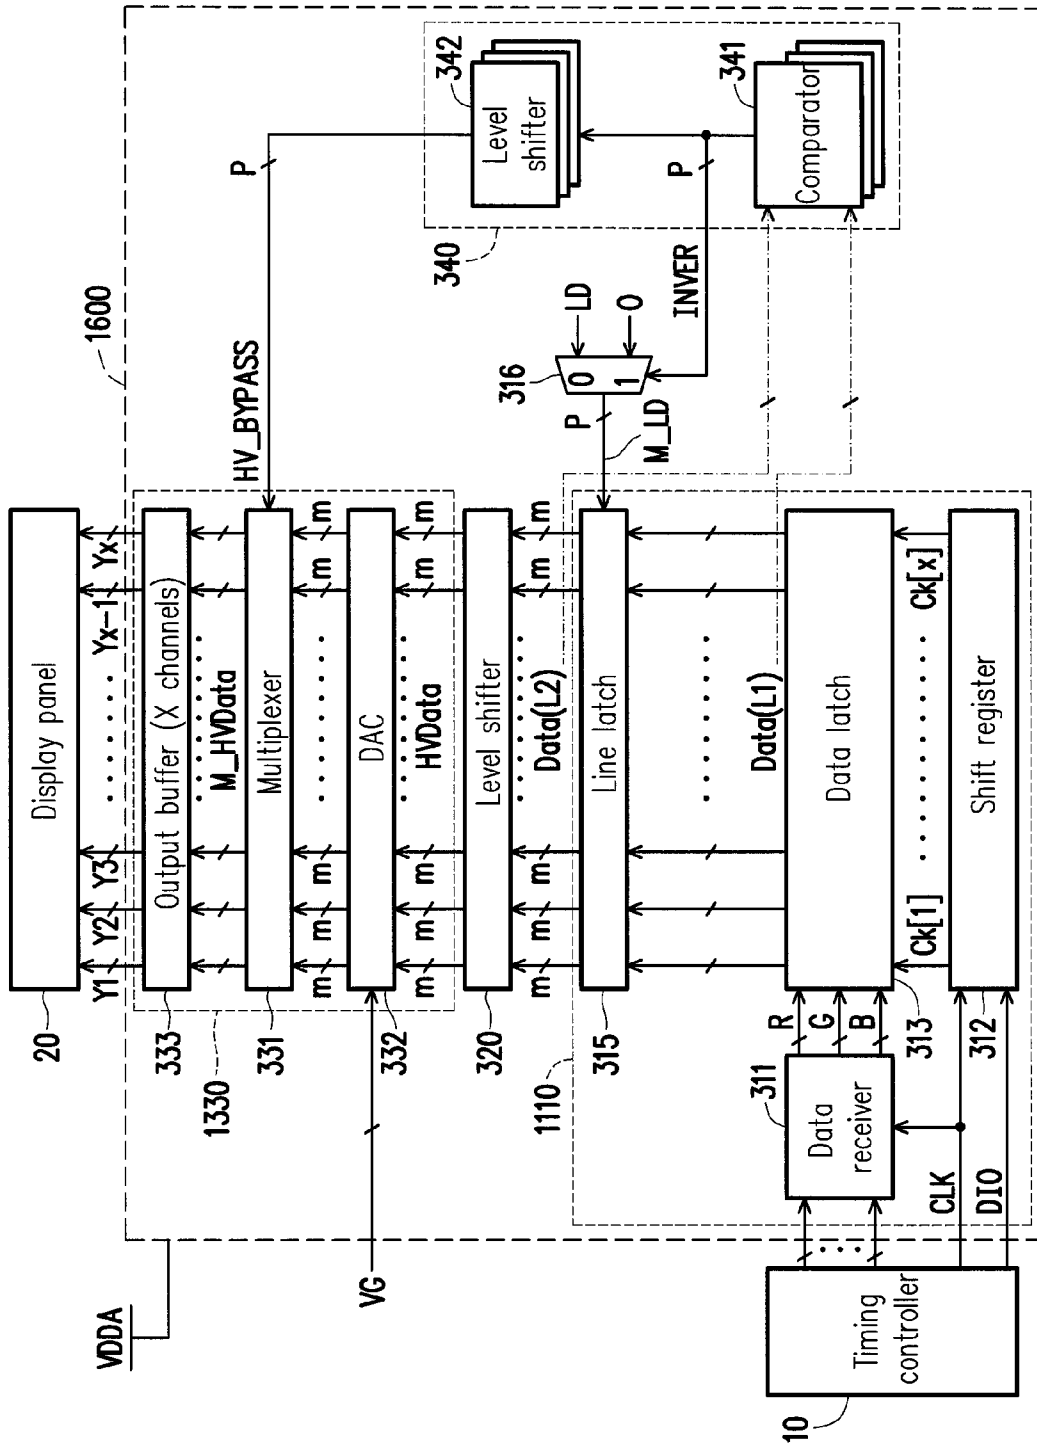 1600
Display panel
20
Y1
Y2
Y3
Yx-1
Yx
Output buffer (X channels)
333
M_HVData
Multiplexer
331
HV_BYPASS
P
1330
m
m
m
m
m
DAC
332
VG
VDDA
m
m
m
HVData
m
m
Level shifter
320
m
m
m
Data(L2)
m
m
Line latch
315
M_LD
P
316
0
1
LD
0
INVER
P
340
Level
shifter
342
Comparator
341
1110
Data(L1)
Data latch
313
R
G
B
Data
receiver
311
Ck[1]
Ck[x]
Shift register
312
CLK
DIO
Timing
controller
10